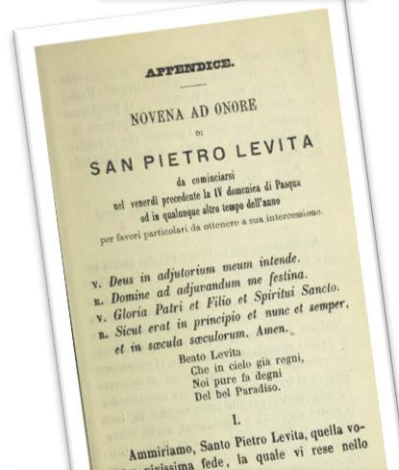 APPENDICE.
NOVENA AD ONORE
DI
SAN PIETRO LEVITA
da cominciarsi
nel venerdì precedente la IV domenica di Pasqua
od in qualunque altro tempo dell'anno
per favori particolari da ottenere a sua intercessione.
V. Deus in adjutorium meum intende.
R. Domine ad adjuvandum me festina.
V. Gloria Patri et Filio et Spiritui Sancto.
R. Sicut erat in principio et nunc et semper,
et in sæcula sæculorum. Amen.
Beato Levita
Che in cielo già regni,
Noi pure fa degni
Del bel Paradiso.
I.
Ammiriamo, Santo Pietro Levita, quella vo-
fede, la quale vi rese nello